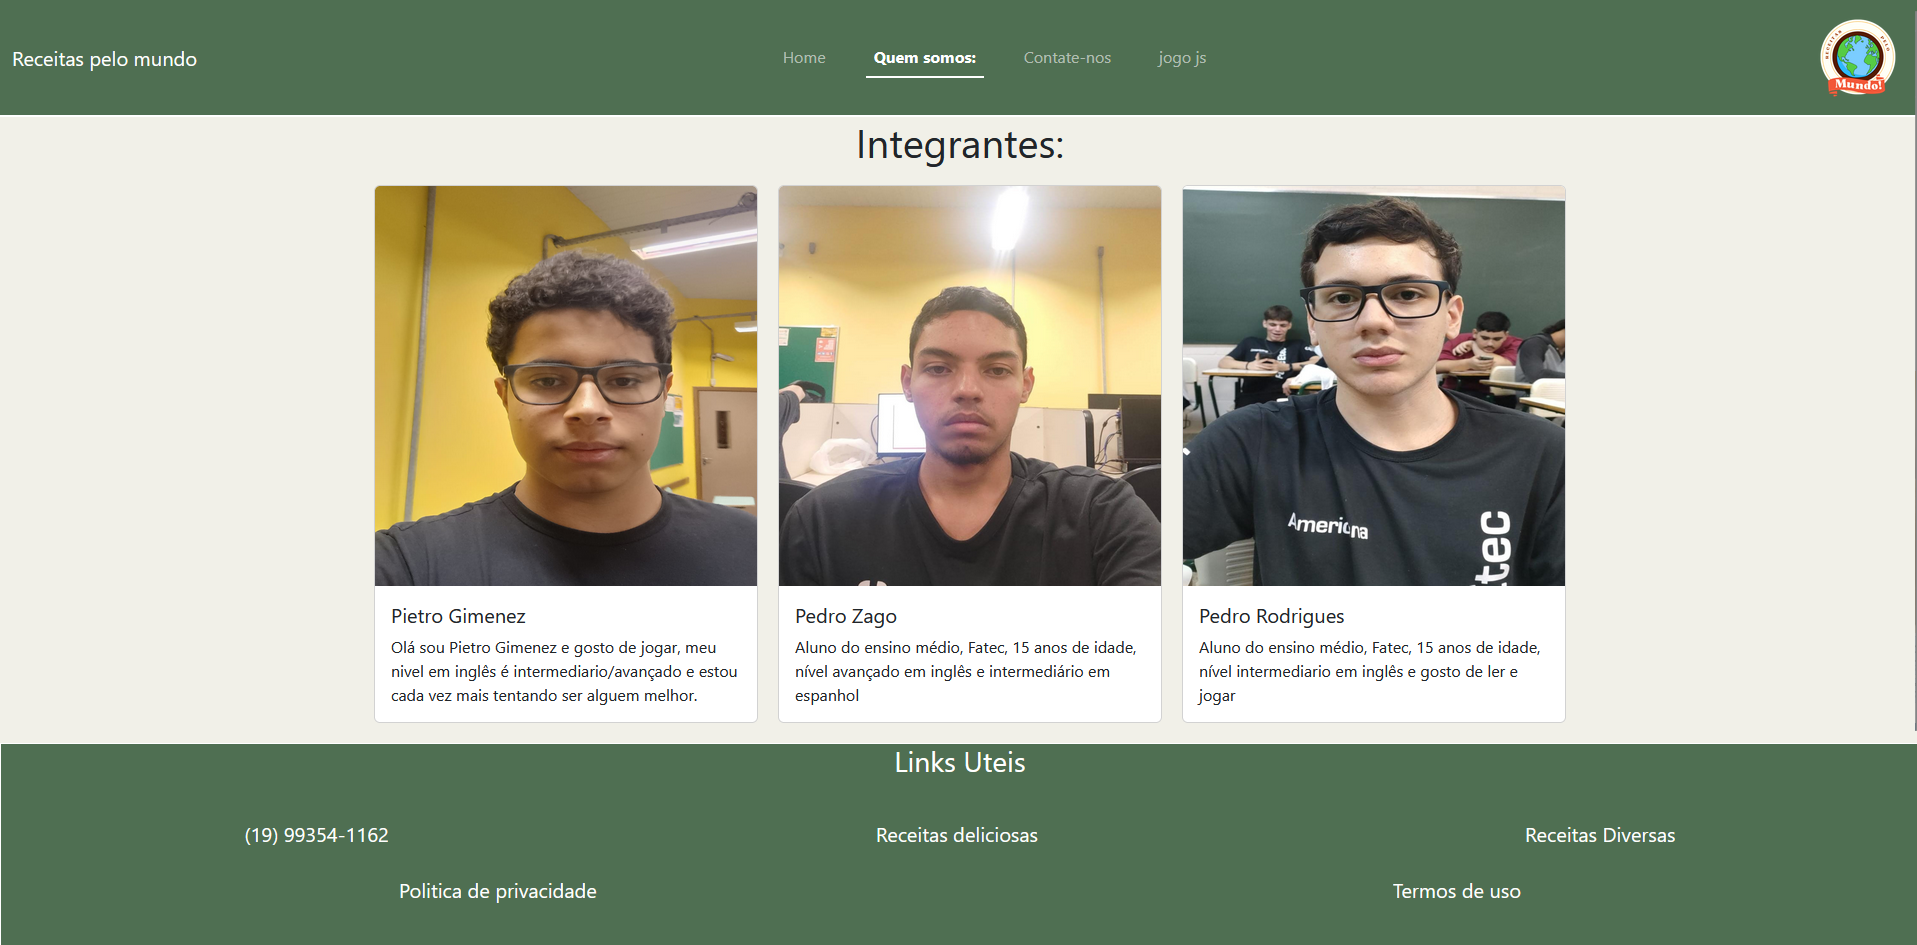 Receitas pelo mundo
Home
Quem somos:
Contate-nos
jogo js
Mundo!
Integrantes:
Americana
Pietro Gimenez
Olá sou Pietro Gimenez e gosto de jogar, meu
nivel em inglês é intermediario/avançado e estou
cada vez mais tentando ser alguem melhor.
Pedro Zago
Aluno do ensino médio, Fatec, 15 anos de idade,
nível avançado em inglês e intermediário em
espanhol
Pedro Rodrigues
Aluno do ensino médio, Fatec, 15 anos de idade,
nível intermediario em inglês e gosto de ler e
jogar
Links Uteis
(19) 99354-1162
Receitas deliciosas
Receitas Diversas
Politica de privacidade
Termos de uso